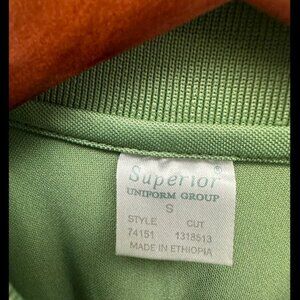 Superior
UNIFORM GROUP
S
STYLE CUT
74151 1318513
MADE IN ETHIOPIA